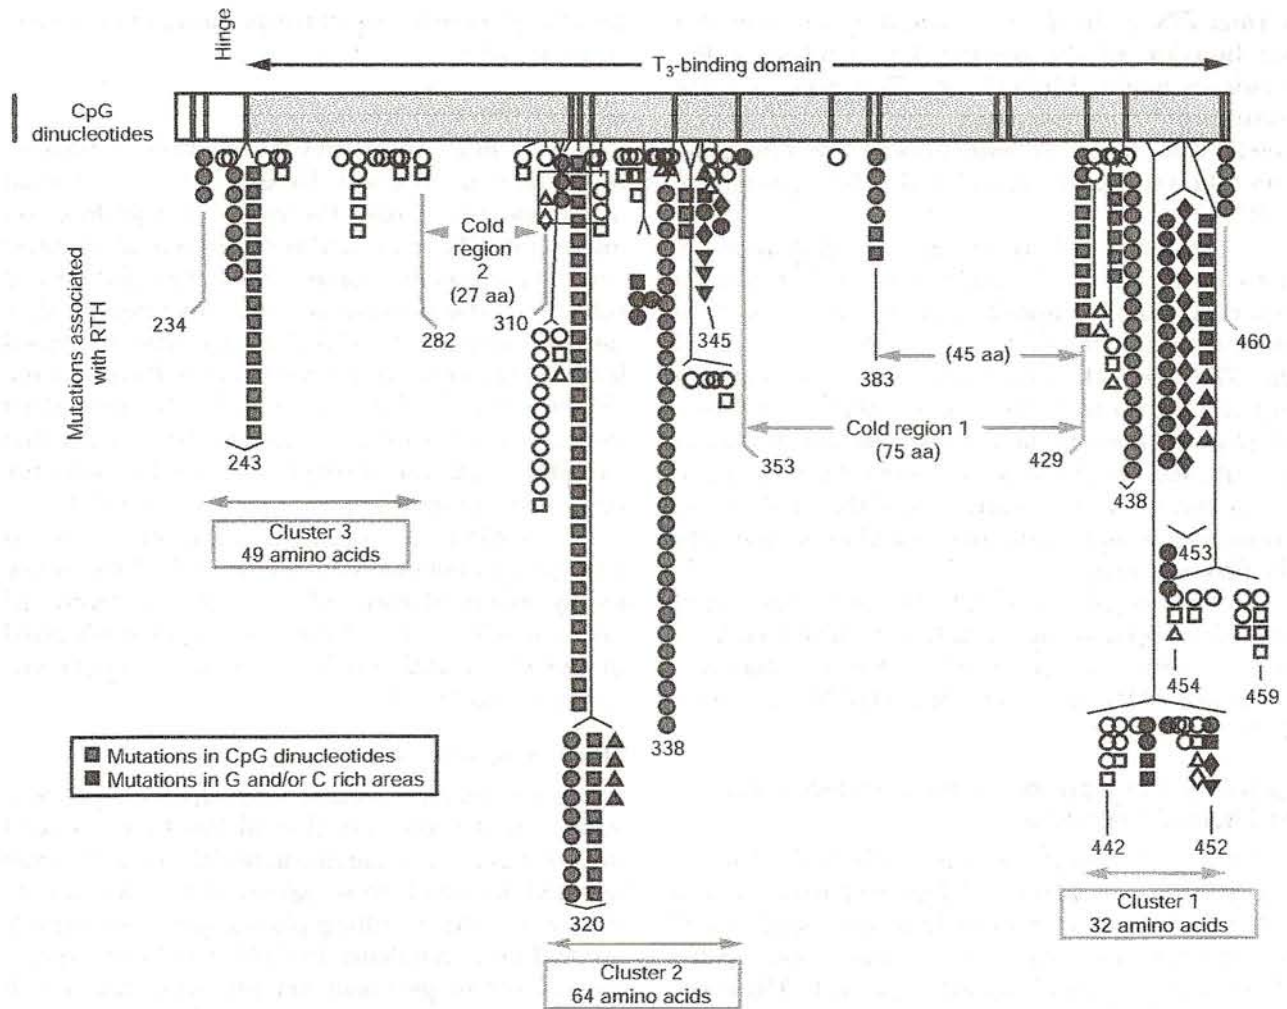 Hinge
T3-binding domain
CpG
dinucleotides
Mutations associated
with RTH
Cold
region
2
(27 aa)
234
282
310
345
383
(45 aa)
460
243
Cold region 1
(75 aa)
353
429
438
453
Cluster 3
49 amino acids
454
459
338
Mutations in CpG dinucleotides
Mutations in G and/or C rich areas
442
452
320
Cluster 1
32 amino acids
Cluster 2
64 amino acids